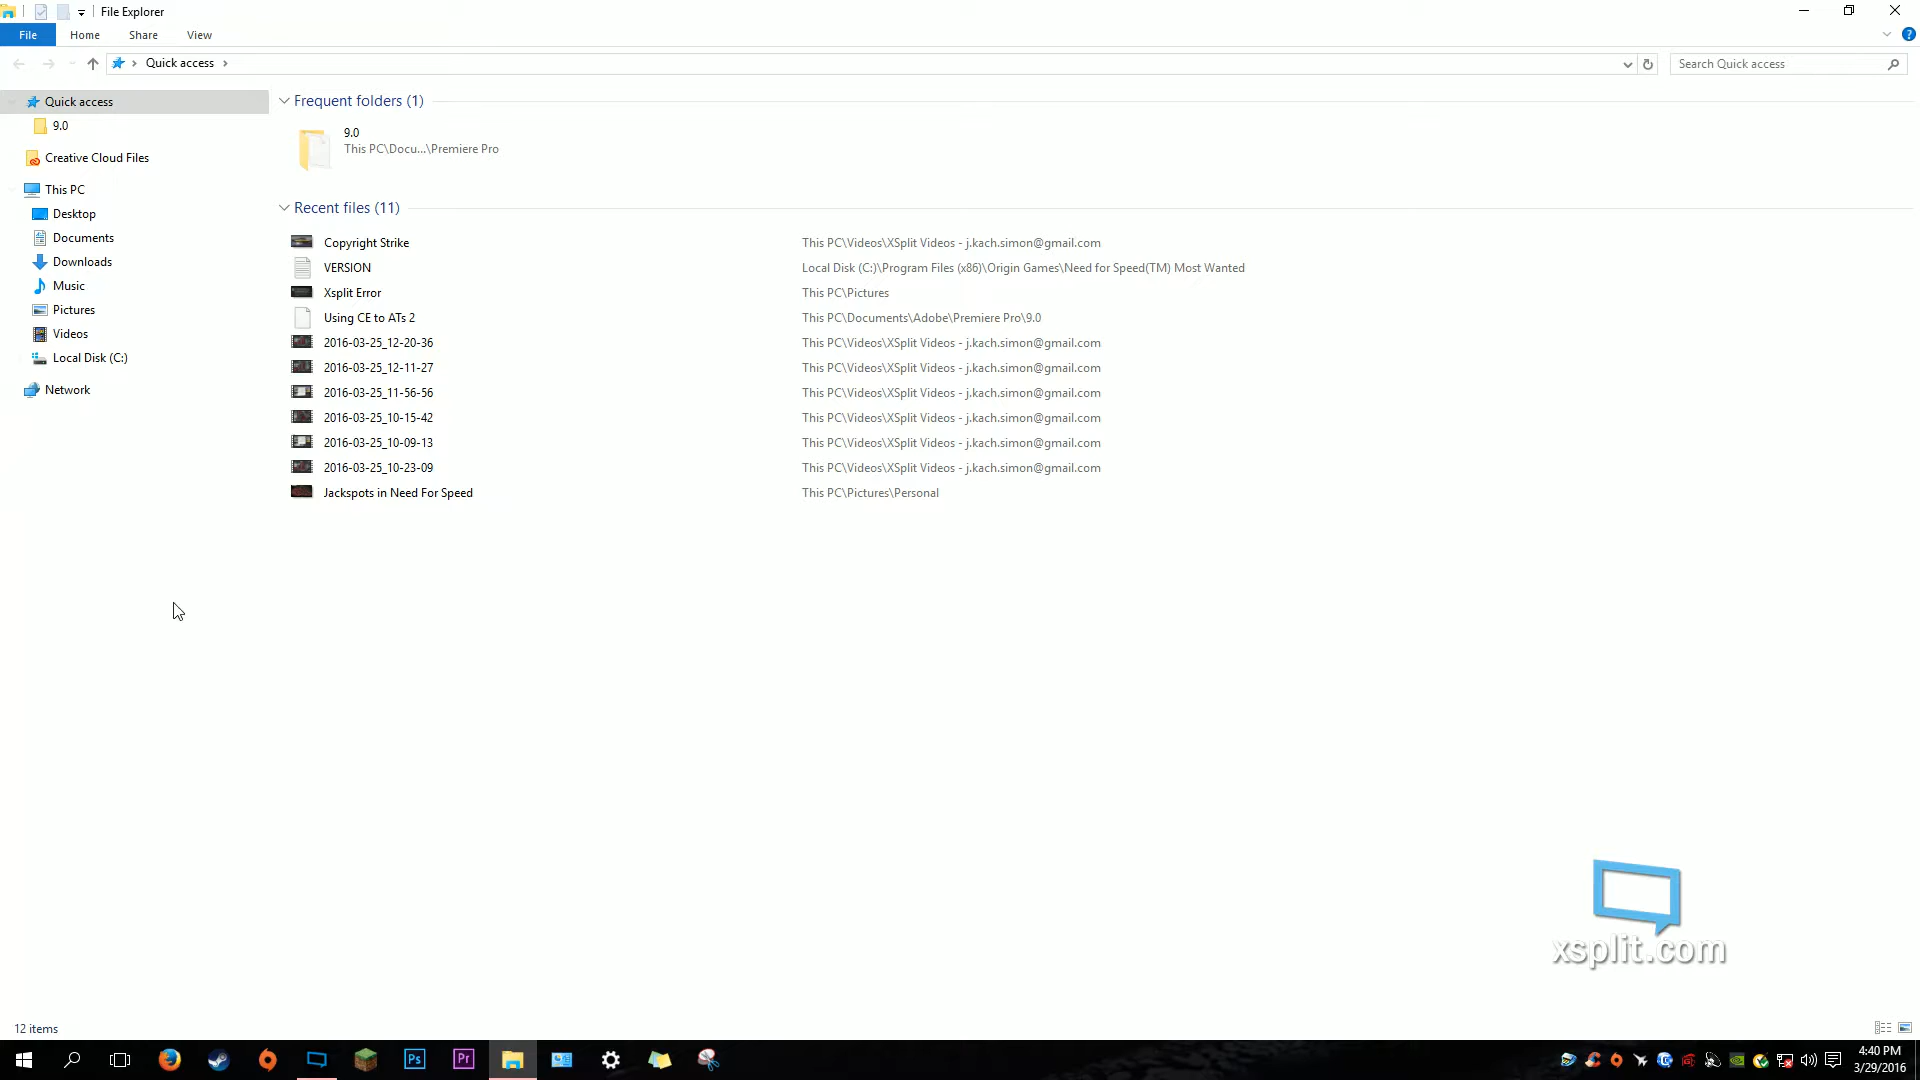 File Explorer
File Home Share View
Quick access
Search Quick access
Quick access
9.0
Creative Cloud Files
This PC
Desktop
Documents
Downloads
Music
Pictures
Videos
Local Disk (C:)
Network
Frequent folders (1)
9.0
This PC\Docu...\Premiere Pro
Recent files (11)
Copyright Strike This PC\Videos\XSplit Videos - j.kach.simon@gmail.com
VERSION Local Disk (C:)\Program Files (x86)\Origin Games\Need for Speed(TM) Most Wanted
Xsplit Error This PC\Pictures
Using CE to ATs 2 This PC\Documents\Adobe\Premiere Pro\9.0
2016-03-25_12-20-36 This PC\Videos\XSplit Videos - j.kach.simon@gmail.com
2016-03-25_12-11-27 This PC\Videos\XSplit Videos - j.kach.simon@gmail.com
2016-03-25_11-56-56 This PC\Videos\XSplit Videos - j.kach.simon@gmail.com
2016-03-25_10-15-42 This PC\Videos\XSplit Videos - j.kach.simon@gmail.com
2016-03-25_10-09-13 This PC\Videos\XSplit Videos - j.kach.simon@gmail.com
2016-03-25_10-23-09 This PC\Videos\XSplit Videos - j.kach.simon@gmail.com
Jackspots in Need For Speed This PC\Pictures\Personal
xsplit.com
12 items
Ps Pr
4:40 PM
3/29/2016